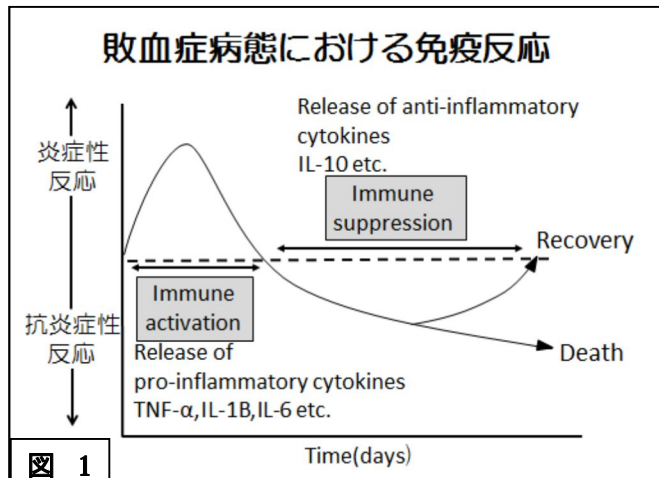 敗血症病態における免疫反応
炎症性
反応
抗炎症性
反応
Release of anti-inflammatory
cytokines
IL-10 etc.
Immune
suppression
Recovery
Immune
activation
Release of
pro-inflammatory cytokines
TNF-α,IL-1B,IL-6 etc.
Death
Time(days)
図 1